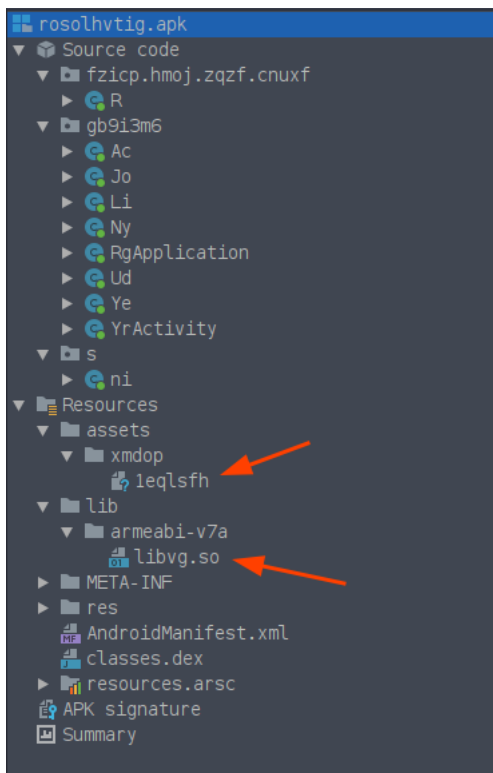 rosolhvtig.apk
Source code
fzicp.hmoj.zqzf.cnuxf
R
gb9i3m6
Ac
Jo
Li
Ny
RgApplication
Ud
Ye
YrActivity
s
ni
Resources
assets
xmdop
1eqlsfh
lib
armeabi-v7a
libvg.so
META-INF
res
AndroidManifest.xml
classes.dex
resources.arsc
APK signature
Summary